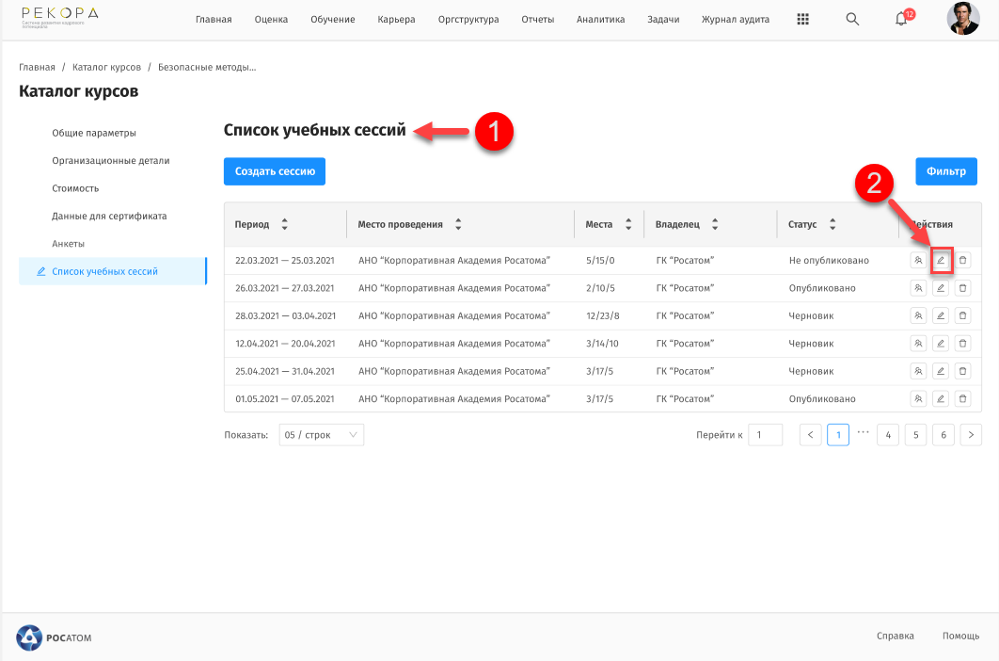 РЕКОРА
Система развития кадрового
потенциала
Главная Оценка Обучение Карьера Оргструктура Отчеты Аналитика Задачи Журнал аудита 12
Главная / Каталог курсов / Безопасные методы...
Каталог курсов
Общие параметры
Организационные детали
Стоимость
Данные для сертификата
Анкеты
Список учебных сессий
Список учебных сессий 1
Создать сессию Фильтр
2
Период Место проведения Места Владелец Статус Действия
22.03.2021 — 25.03.2021 АНО “Корпоративная Академия Росатома” 5/15/0 ГК “Росатом” Не опубликовано
26.03.2021 — 27.03.2021 АНО “Корпоративная Академия Росатома” 2/10/5 ГК “Росатом” Опубликовано
28.03.2021 — 03.04.2021 АНО “Корпоративная Академия Росатома” 12/23/8 ГК “Росатом” Черновик
12.04.2021 — 20.04.2021 АНО “Корпоративная Академия Росатома” 3/14/10 ГК “Росатом” Черновик
25.04.2021 — 31.04.2021 АНО “Корпоративная Академия Росатома” 3/17/5 ГК “Росатом” Черновик
01.05.2021 — 07.05.2021 АНО “Корпоративная Академия Росатома” 3/17/5 ГК “Росатом” Опубликовано
Показать: 05 / строк Перейти к 1 < 1 ··· 4 5 6 >
РОСАТОМ Справка Помощь